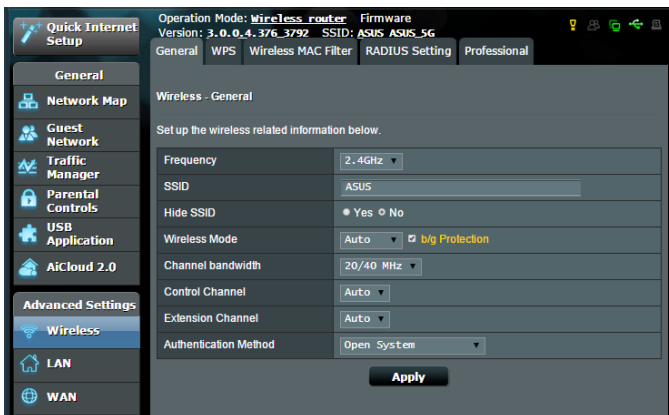 Quick Internet
Setup
Operation Mode: Wireless router Firmware
Version: 3.0.0.4.376_3792 SSID: ASUS ASUS_5G
General WPS Wireless MAC Filter RADIUS Setting Professional
General
Network Map
Guest
Network
Traffic
Manager
Parental
Controls
USB
Application
AiCloud 2.0
Advanced Settings
Wireless
LAN
WAN
Wireless - General
Set up the wireless related information below.
Frequency 2.4GHz
SSID ASUS
Hide SSID Yes No
Wireless Mode Auto b/g Protection
Channel bandwidth 20/40 MHz
Control Channel Auto
Extension Channel Auto
Authentication Method Open System
Apply